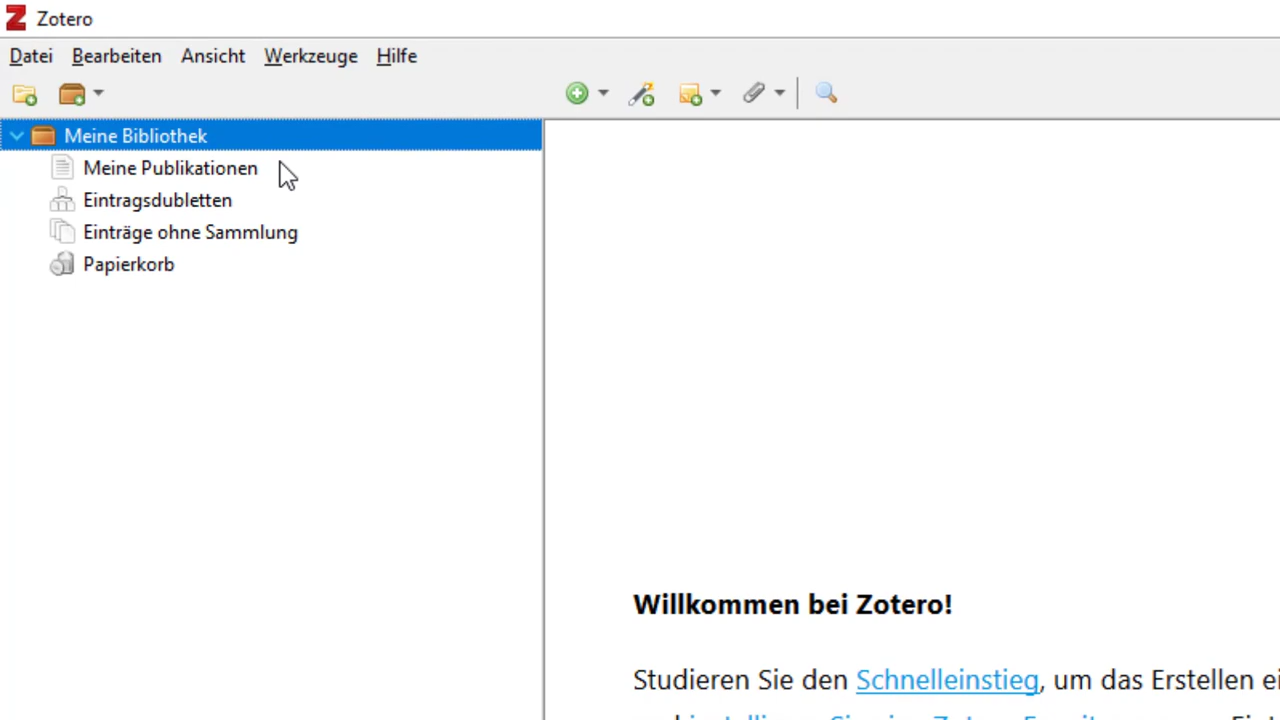 Zotero
Datei Bearbeiten Ansicht Werkzeuge Hilfe
Meine Bibliothek
Meine Publikationen
Eintragsdubletten
Einträge ohne Sammlung
Papierkorb
Willkommen bei Zotero!
Studieren Sie den Schnelleinstieg, um das Erstellen